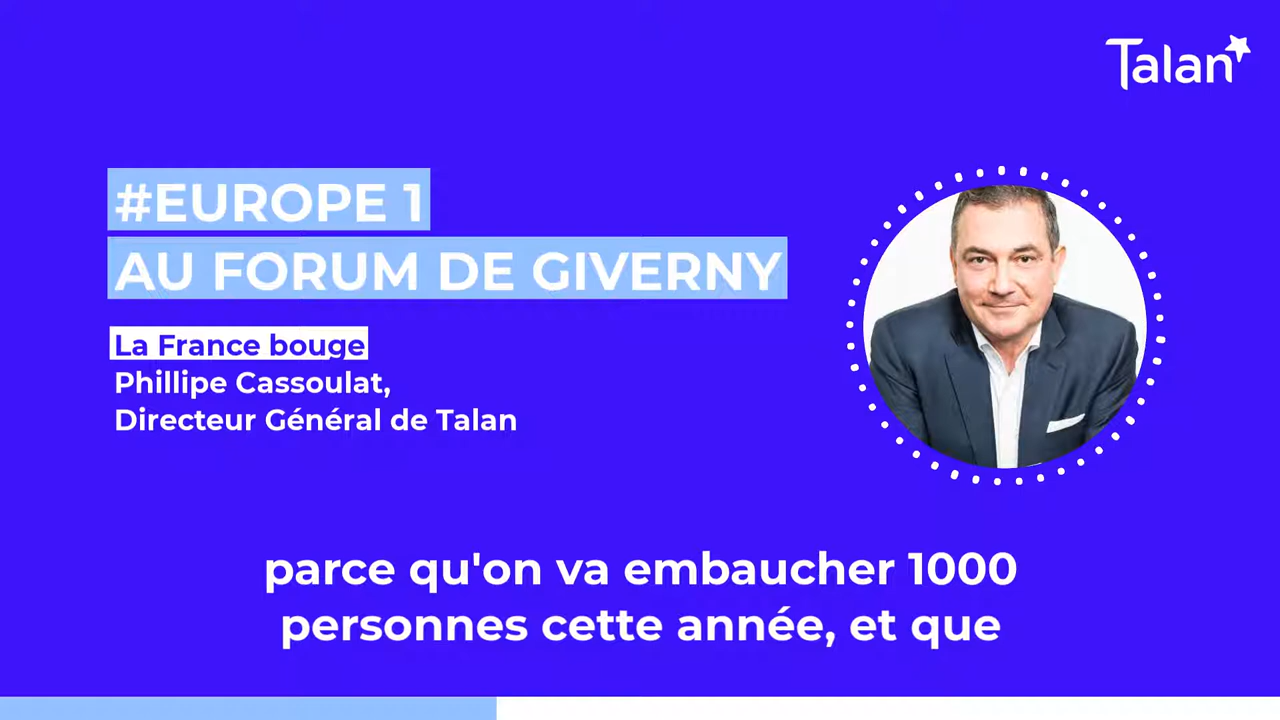 Talan
#EUROPE 1
AU FORUM DE GIVERNY
La France bouge
Phillipe Cassoulat,
Directeur Général de Talan
parce qu'on va embaucher 1000
personnes cette année, et que